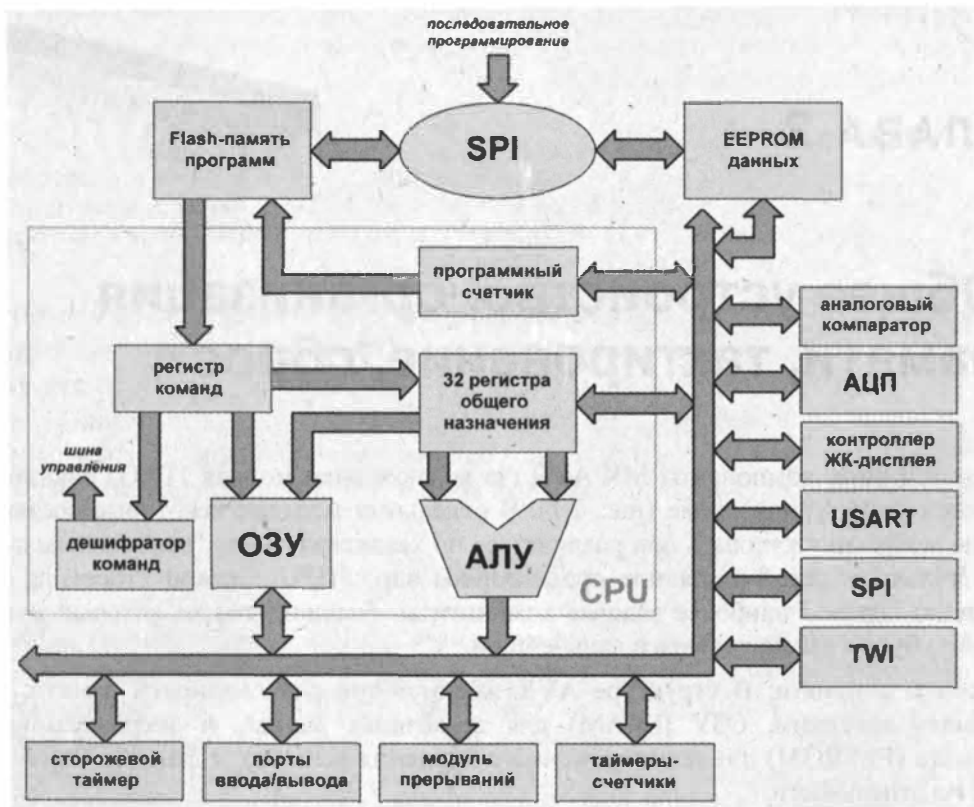 последовательное
программирование
Flash-память
программ
SPI
EEPROM
данных
программный
счетчик
аналоговый
компаратор
регистр
команд
32 регистра
общего
назначения
АЦП
шина
управления
контроллер
ЖК-дисплея
дешифратор
команд
ОЗУ
АЛУ
CPU
USART
SPI
TWI
сторожевой
таймер
порты
ввода/вывода
модуль
прерываний
таймеры-
счетчики